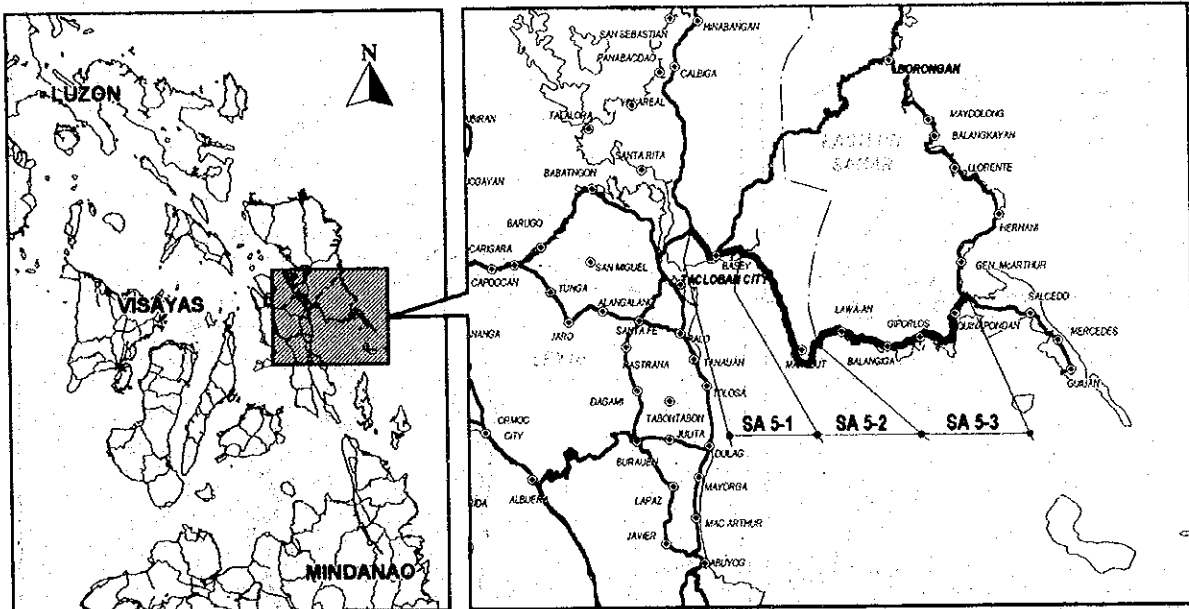 N
LUZON
VISAYAS
MINDANAO
SAN SEBASTIAN
HINABANGAN
CALBIGA
BORONGAN
TALALORA
MAYDOLONG
BALANGKAYAN
SANTA RITA
SAMAR
LLORENTE
BABATNGON
HERNANI
BARUGO
CARIGARA
BASEY
SAN MIGUEL
GEN. McARTHUR
CAPOOCAN
TACLOBAN CITY
TUNGA
SALCEDO
ALANGALANG
LAWA-AN
GIPORLOS
QUINAPONDAN
JARO
SANTA FE
PALO
MERCEDES
BALANGIGA
TANAUAN
PASTRANA
GUIUAN
TOLOSA
DAGAMI
TABONTABON
ORMOC
CITY
JULITA
SA 5-1
SA 5-2
SA 5-3
DULAG
BURAUEN
ALBUERA
MAYORGA
LAPAZ
MAC ARTHUR
JAVIER
ABUYOG